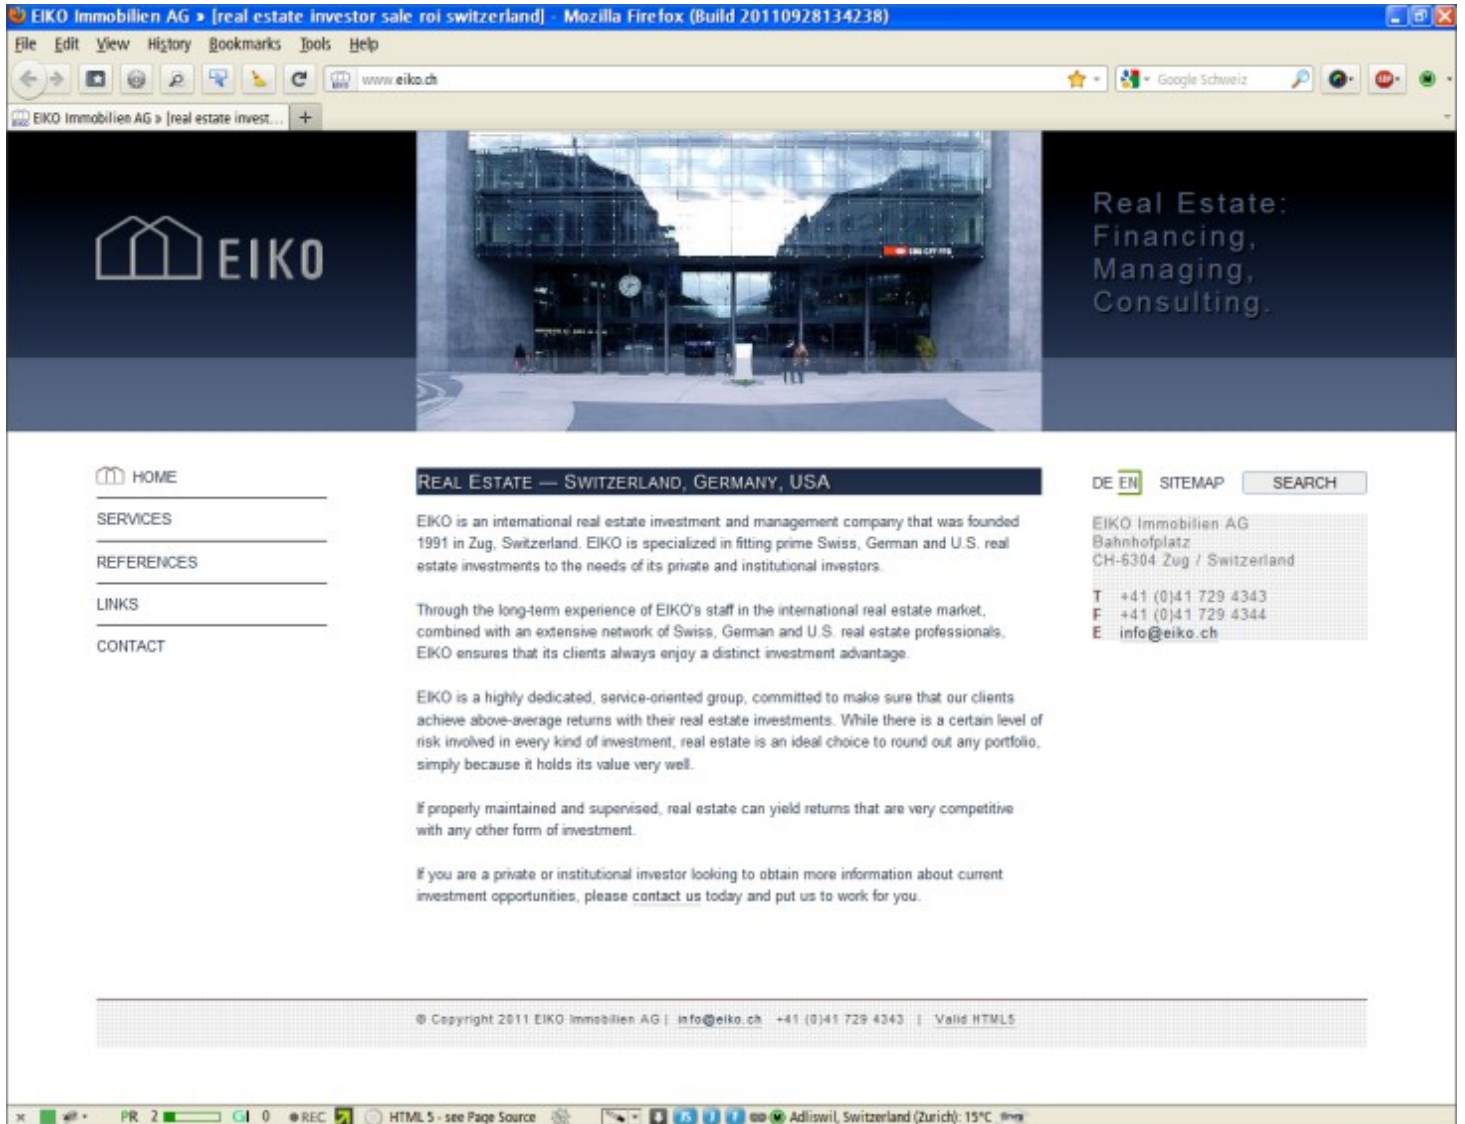 EIKO Immobilien AG » [real estate investor sale roi switzerland] - Mozilla Firefox (Build 20110928134238)
File Edit View History Bookmarks Tools Help
www.eiko.ch
Google Schweiz
EIKO Immobilien AG » [real estate invest...
EIKO
SBB CFF FFS
Real Estate:
Financing,
Managing,
Consulting.
HOME
SERVICES
REFERENCES
LINKS
CONTACT
REAL ESTATE — SWITZERLAND, GERMANY, USA
EIKO is an international real estate investment and management company that was founded
1991 in Zug, Switzerland. EIKO is specialized in fitting prime Swiss, German and U.S. real
estate investments to the needs of its private and institutional investors.
Through the long-term experience of EIKO's staff in the international real estate market,
combined with an extensive network of Swiss, German and U.S. real estate professionals,
EIKO ensures that its clients always enjoy a distinct investment advantage.
EIKO is a highly dedicated, service-oriented group, committed to make sure that our clients
achieve above-average returns with their real estate investments. While there is a certain level of
risk involved in every kind of investment, real estate is an ideal choice to round out any portfolio,
simply because it holds its value very well.
If properly maintained and supervised, real estate can yield returns that are very competitive
with any other form of investment.
If you are a private or institutional investor looking to obtain more information about current
investment opportunities, please contact us today and put us to work for you.
DE EN SITEMAP SEARCH
EIKO Immobilien AG
Bahnhofplatz
CH-6304 Zug / Switzerland
T +41 (0)41 729 4343
F +41 (0)41 729 4344
E info@eiko.ch
© Copyright 2011 EIKO Immobilien AG | info@eiko.ch +41 (0)41 729 4343 | Valid HTML5
PR 2 GI 0 REC HTML 5 - see Page Source JS J f Adliswil, Switzerland (Zurich): 15°C